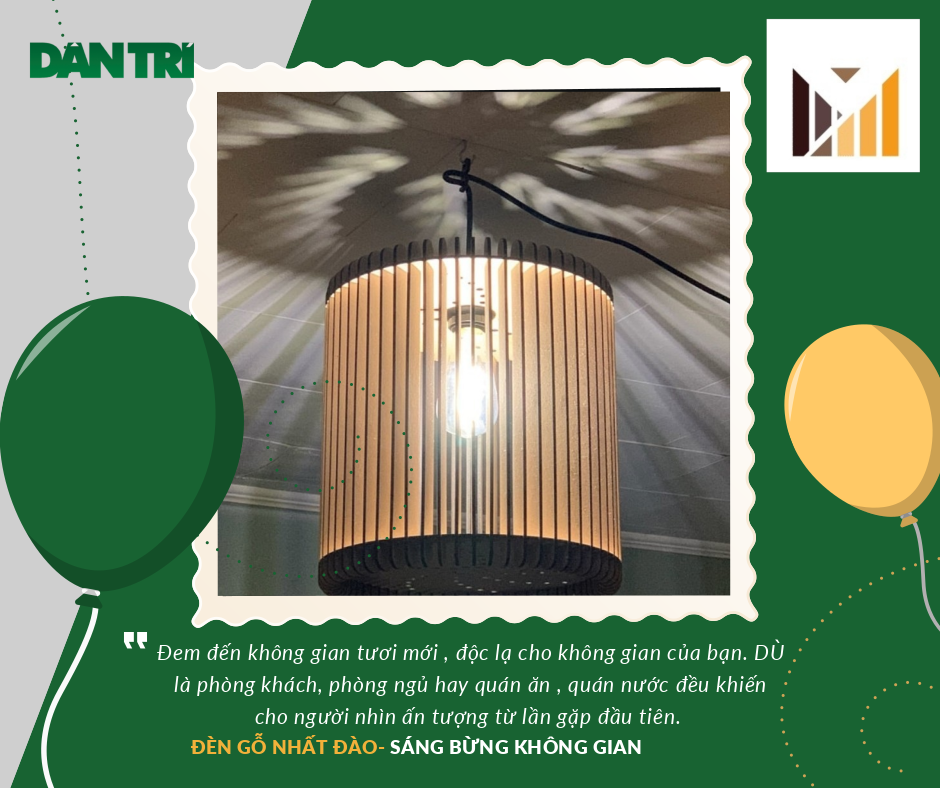 DÂN TRÍ
Đem đến không gian tươi mới , độc lạ cho không gian của bạn. DÙ
là phòng khách, phòng ngủ hay quán ăn , quán nước đều khiến
cho người nhìn ấn tượng từ lần gặp đầu tiên.
ĐÈN GỖ NHẤT ĐÀO- SÁNG BỪNG KHÔNG GIAN